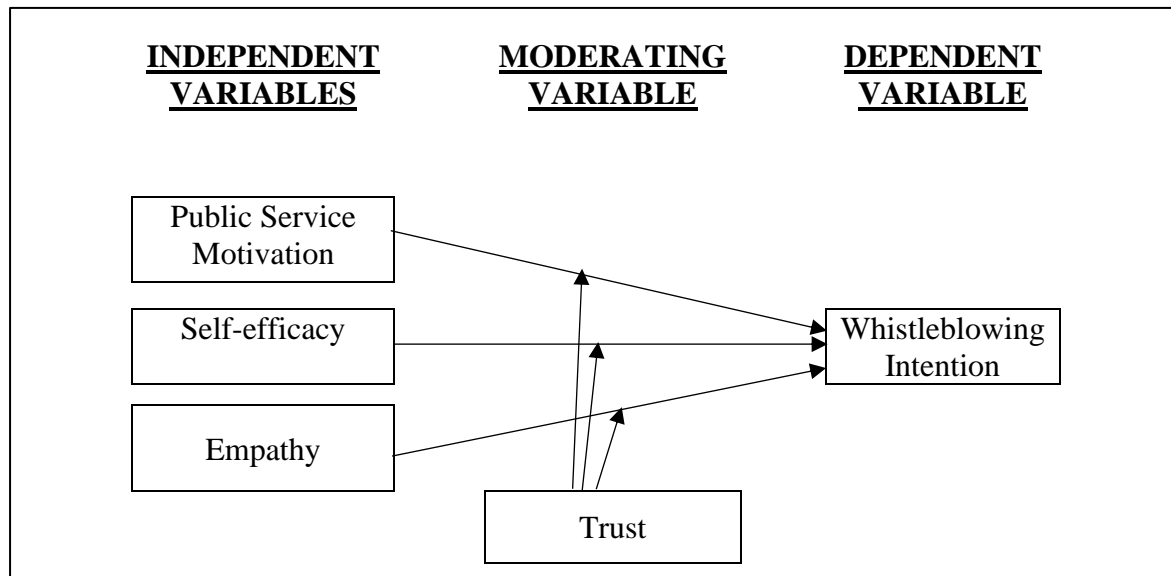 INDEPENDENT
VARIABLES
MODERATING
VARIABLE
DEPENDENT
VARIABLE
Public Service
Motivation
Self-efficacy
Empathy
Trust
Whistleblowing
Intention